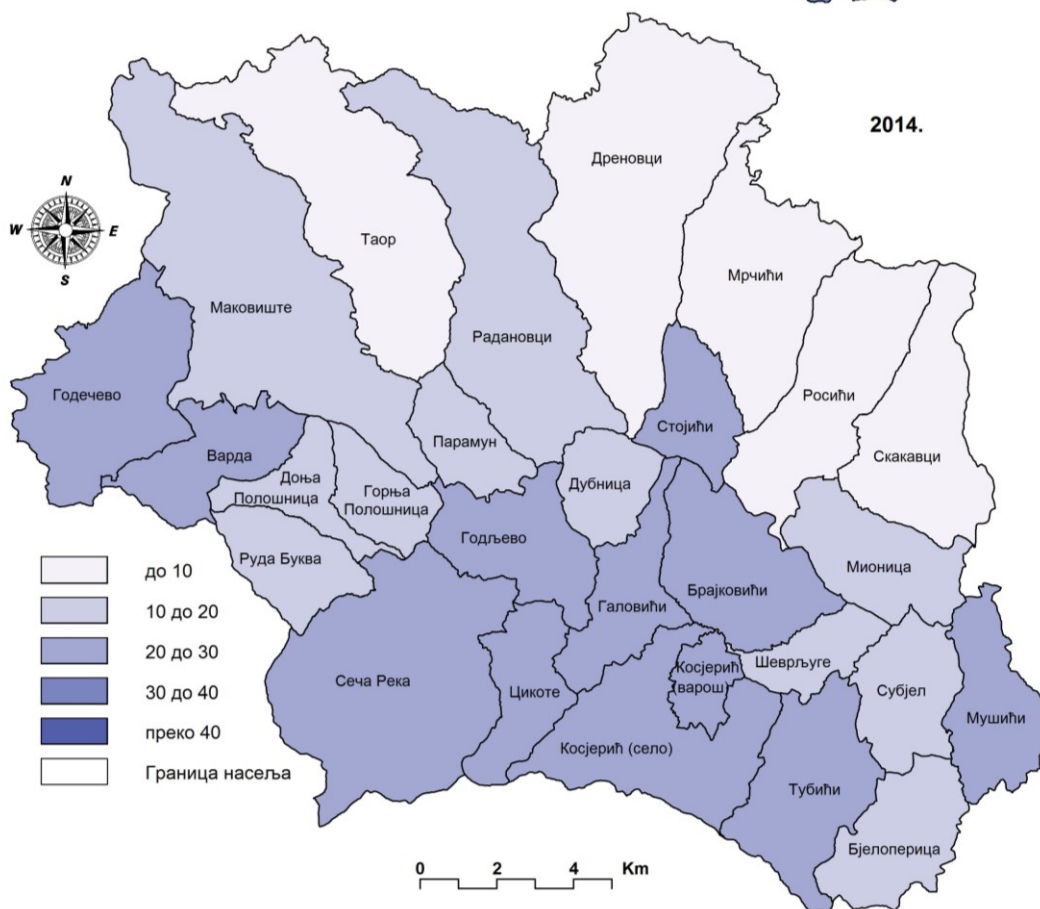 2014.
N
W E
S
Дреновци
Таор
Мрчићи
Маковиште
Радановци
Годечево
Росићи
Стојићи
Парамун
Скакавци
Варда
Доња
Полошница
Горња
Полошница
Дубница
Годљево
Руда Буква
Мионица
Брајковићи
Галовићи
Шеврљуге
Косјерић
(варош)
Сеча Река
Цикоте
Субјел
Мушићи
Косјерић (село)
Тубићи
Бјелоперица
до 10
10 до 20
20 до 30
30 до 40
преко 40
Граница насеља
0 2 4 Km